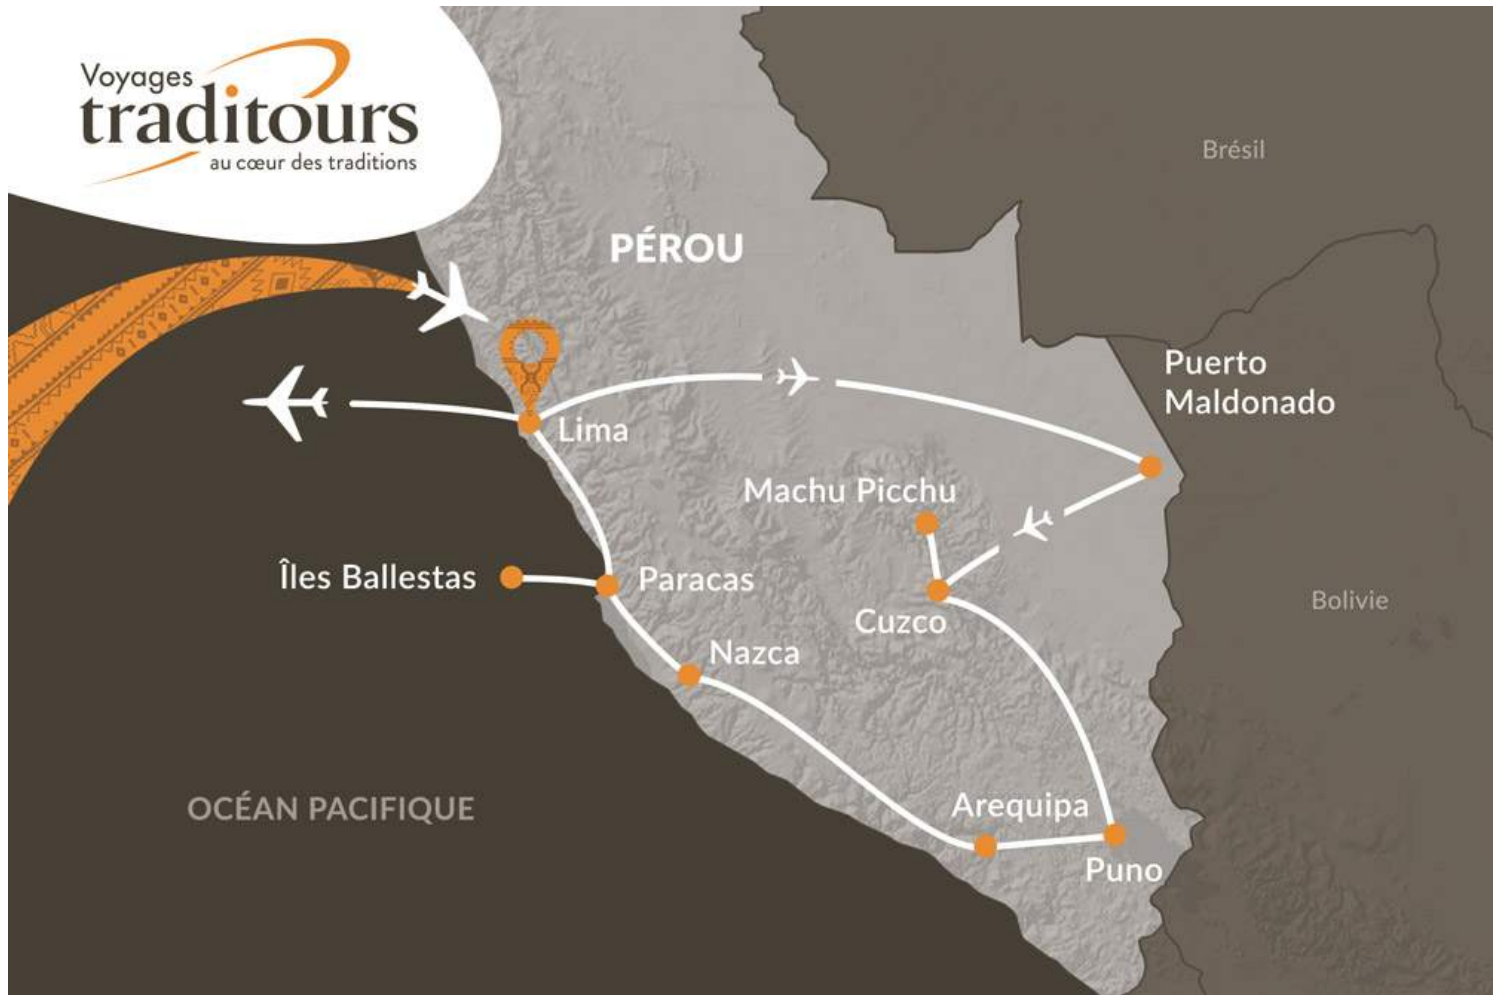 Voyages
traditours
au cœur des traditions
Brésil
PÉROU
Puerto
Maldonado
Lima
Machu Picchu
Îles Ballestas
Paracas
Cuzco
Bolivie
Nazca
OCÉAN PACIFIQUE
Arequipa
Puno